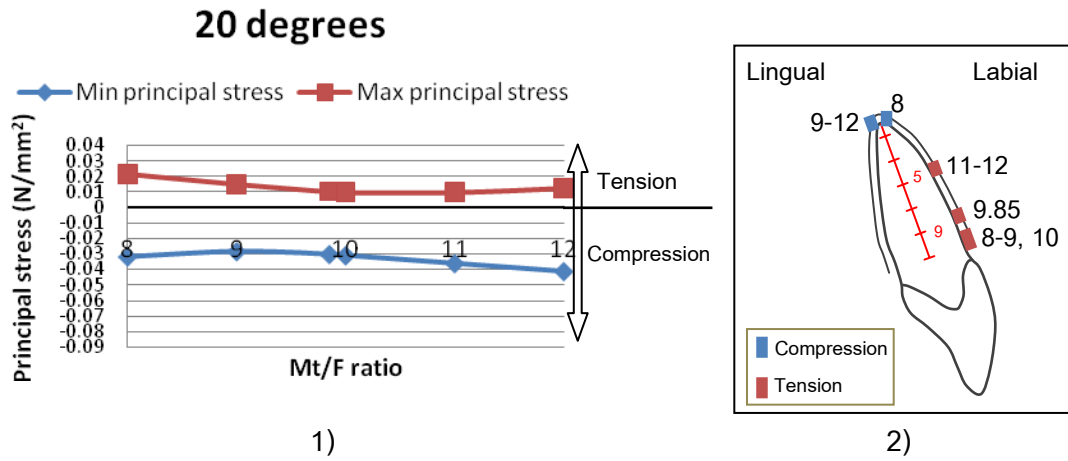 20 degrees
Min principal stress
Max principal stress
Principal stress (N/mm²)
0.04
0.03
0.02
0.01
0
-0.01
-0.02
-0.03
-0.04
-0.05
-0.06
-0.07
-0.08
-0.09
8
9
10
11
12
Mt/F ratio
Tension
Compression
1)
Lingual
Labial
8
9-12
11-12
5
9.85
9
8-9, 10
Compression
Tension
2)